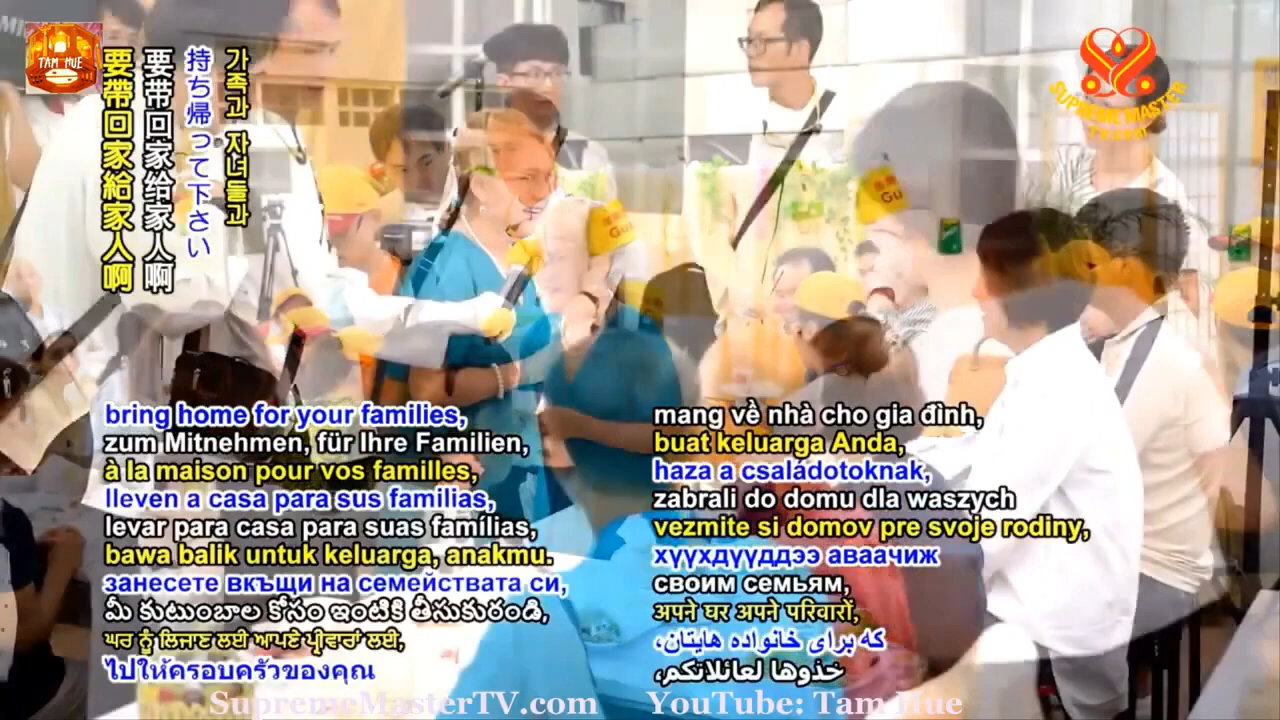 TAM HUE
要帶回家給家人啊
要带回家给家人啊
持ち帰って下さい
가족과 자녀들과
SUPREME MASTER
TV.COM
Gu
Gu
bring home for your families,
zum Mitnehmen, für Ihre Familien,
à la maison pour vos familles,
lleven a casa para sus familias,
levar para casa para suas famílias,
bawa balik untuk keluarga, anakmu.
занесете вкъщи на семействата си,
మీ కుటుంబాల కోసం ఇంటికి తీసుకురండి,
ਘਰ ਨੂੰ ਲਿਜਾਣ ਲਈ ਆਪਣੇ ਪ੍ਰੀਵਾਰਾਂ ਲਈ,
ไปให้ครอบครัวของคุณ
mang về nhà cho gia đình,
buat keluarga Anda,
haza a családotoknak,
zabrali do domu dla waszych
vezmite si domov pre svoje rodiny,
хүүхдүүддээ аваачиж
своим семьям,
अपने घर अपने परिवारों,
که برای خانواده هایتان،
خذوها لعائلاتكم،
SupremeMasterTV.com
YouTube: Tam Hue